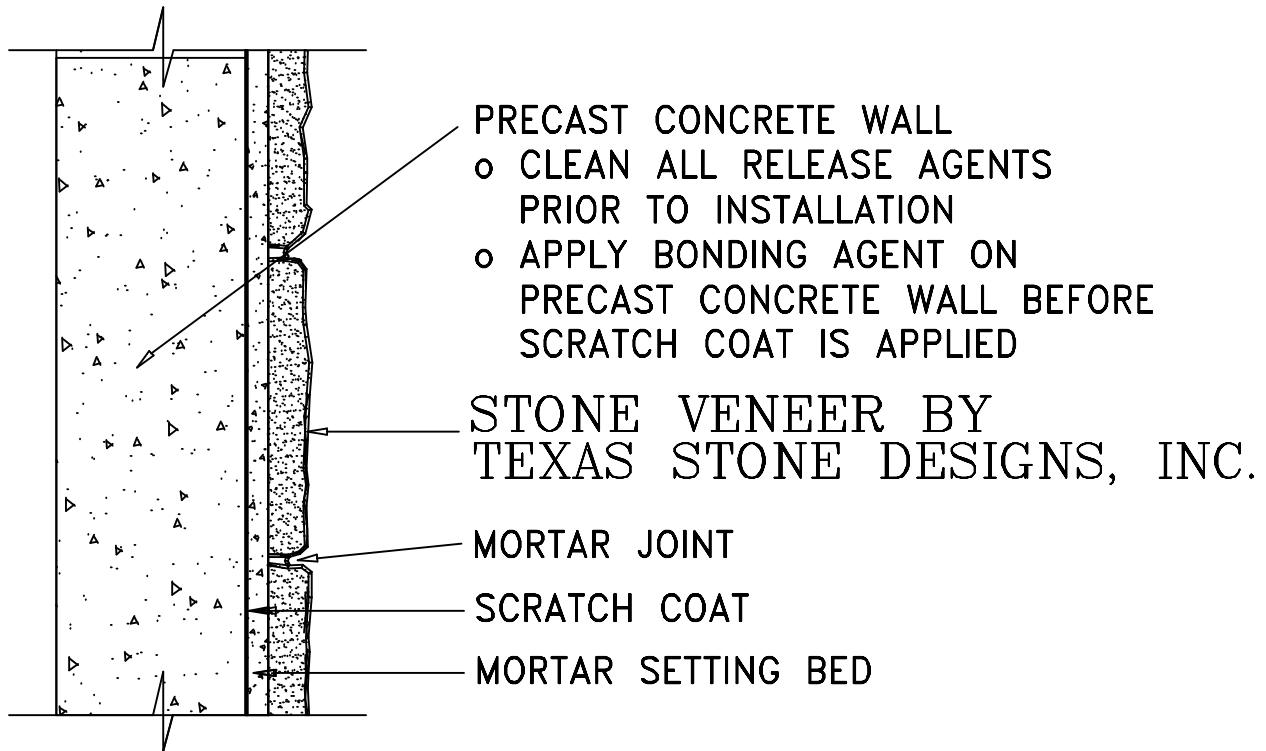 PRECAST CONCRETE WALL
o CLEAN ALL RELEASE AGENTS
PRIOR TO INSTALLATION
o APPLY BONDING AGENT ON
PRECAST CONCRETE WALL BEFORE
SCRATCH COAT IS APPLIED
STONE VENEER BY
TEXAS STONE DESIGNS, INC.
MORTAR JOINT
SCRATCH COAT
MORTAR SETTING BED